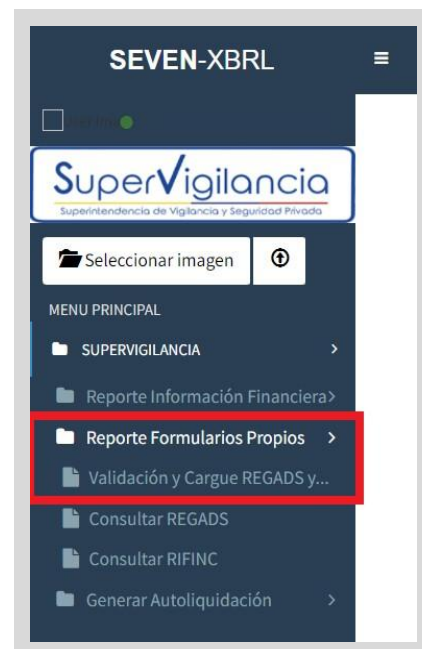 SEVEN-XBRL
SuperVigilancia
Superintendencia de Vigilancia y Seguridad Privada
Seleccionar imagen
MENU PRINCIPAL
SUPERVIGILANCIA
Reporte Información Financiera
Reporte Formularios Propios
Validación y Cargue REGADS y...
Consultar REGADS
Consultar RIFINC
Generar Autoliquidación